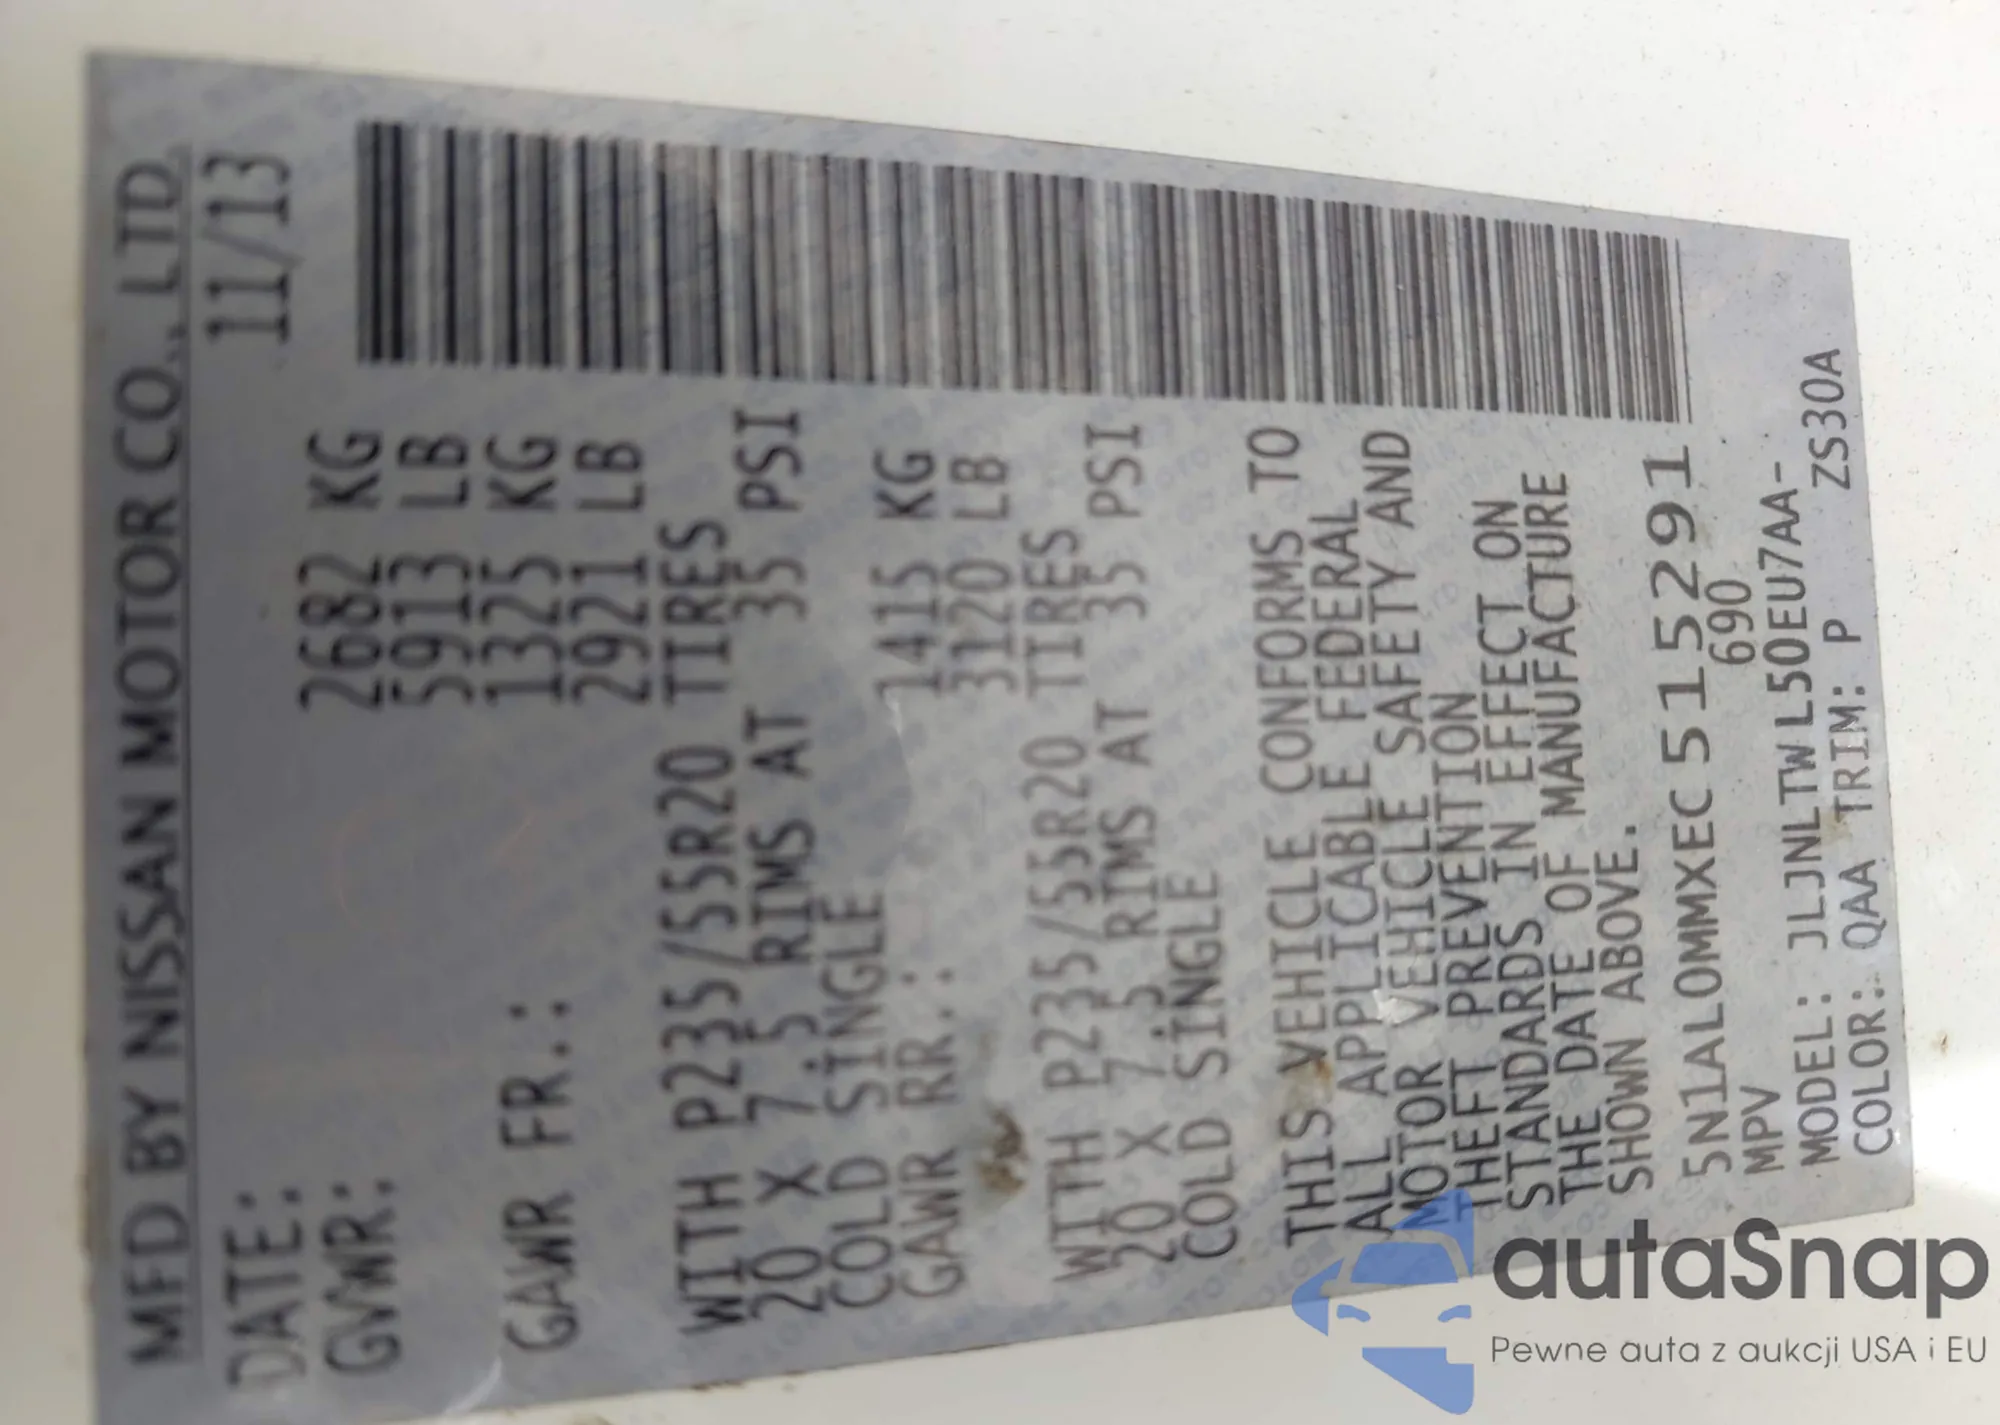 MFD BY NISSAN MOTOR CO., LTD.
DATE: 11/13
GVWR: 2682 KG
5913 LB
GAWR FR.: 1325 KG
2921 LB
WITH P235/55R20 TIRES
20 X 7.5 RIMS AT 35 PSI
COLD SINGLE
GAWR RR.: 1415 KG
3120 LB
WITH P235/55R20 TIRES
20 X 7.5 RIMS AT 35 PSI
COLD SINGLE
THIS VEHICLE CONFORMS TO
ALL APPLICABLE FEDERAL
MOTOR VEHICLE SAFETY AND
THEFT PREVENTION
STANDARDS IN EFFECT ON
THE DATE OF MANUFACTURE
SHOWN ABOVE.
5N1AL0MMXEC515291
MPV 690
MODEL: JLJNLTWL50EU7AA-
COLOR: QAA TRIM: P ZS30A
autaSnap
Pewne auta z aukcji USA i EU